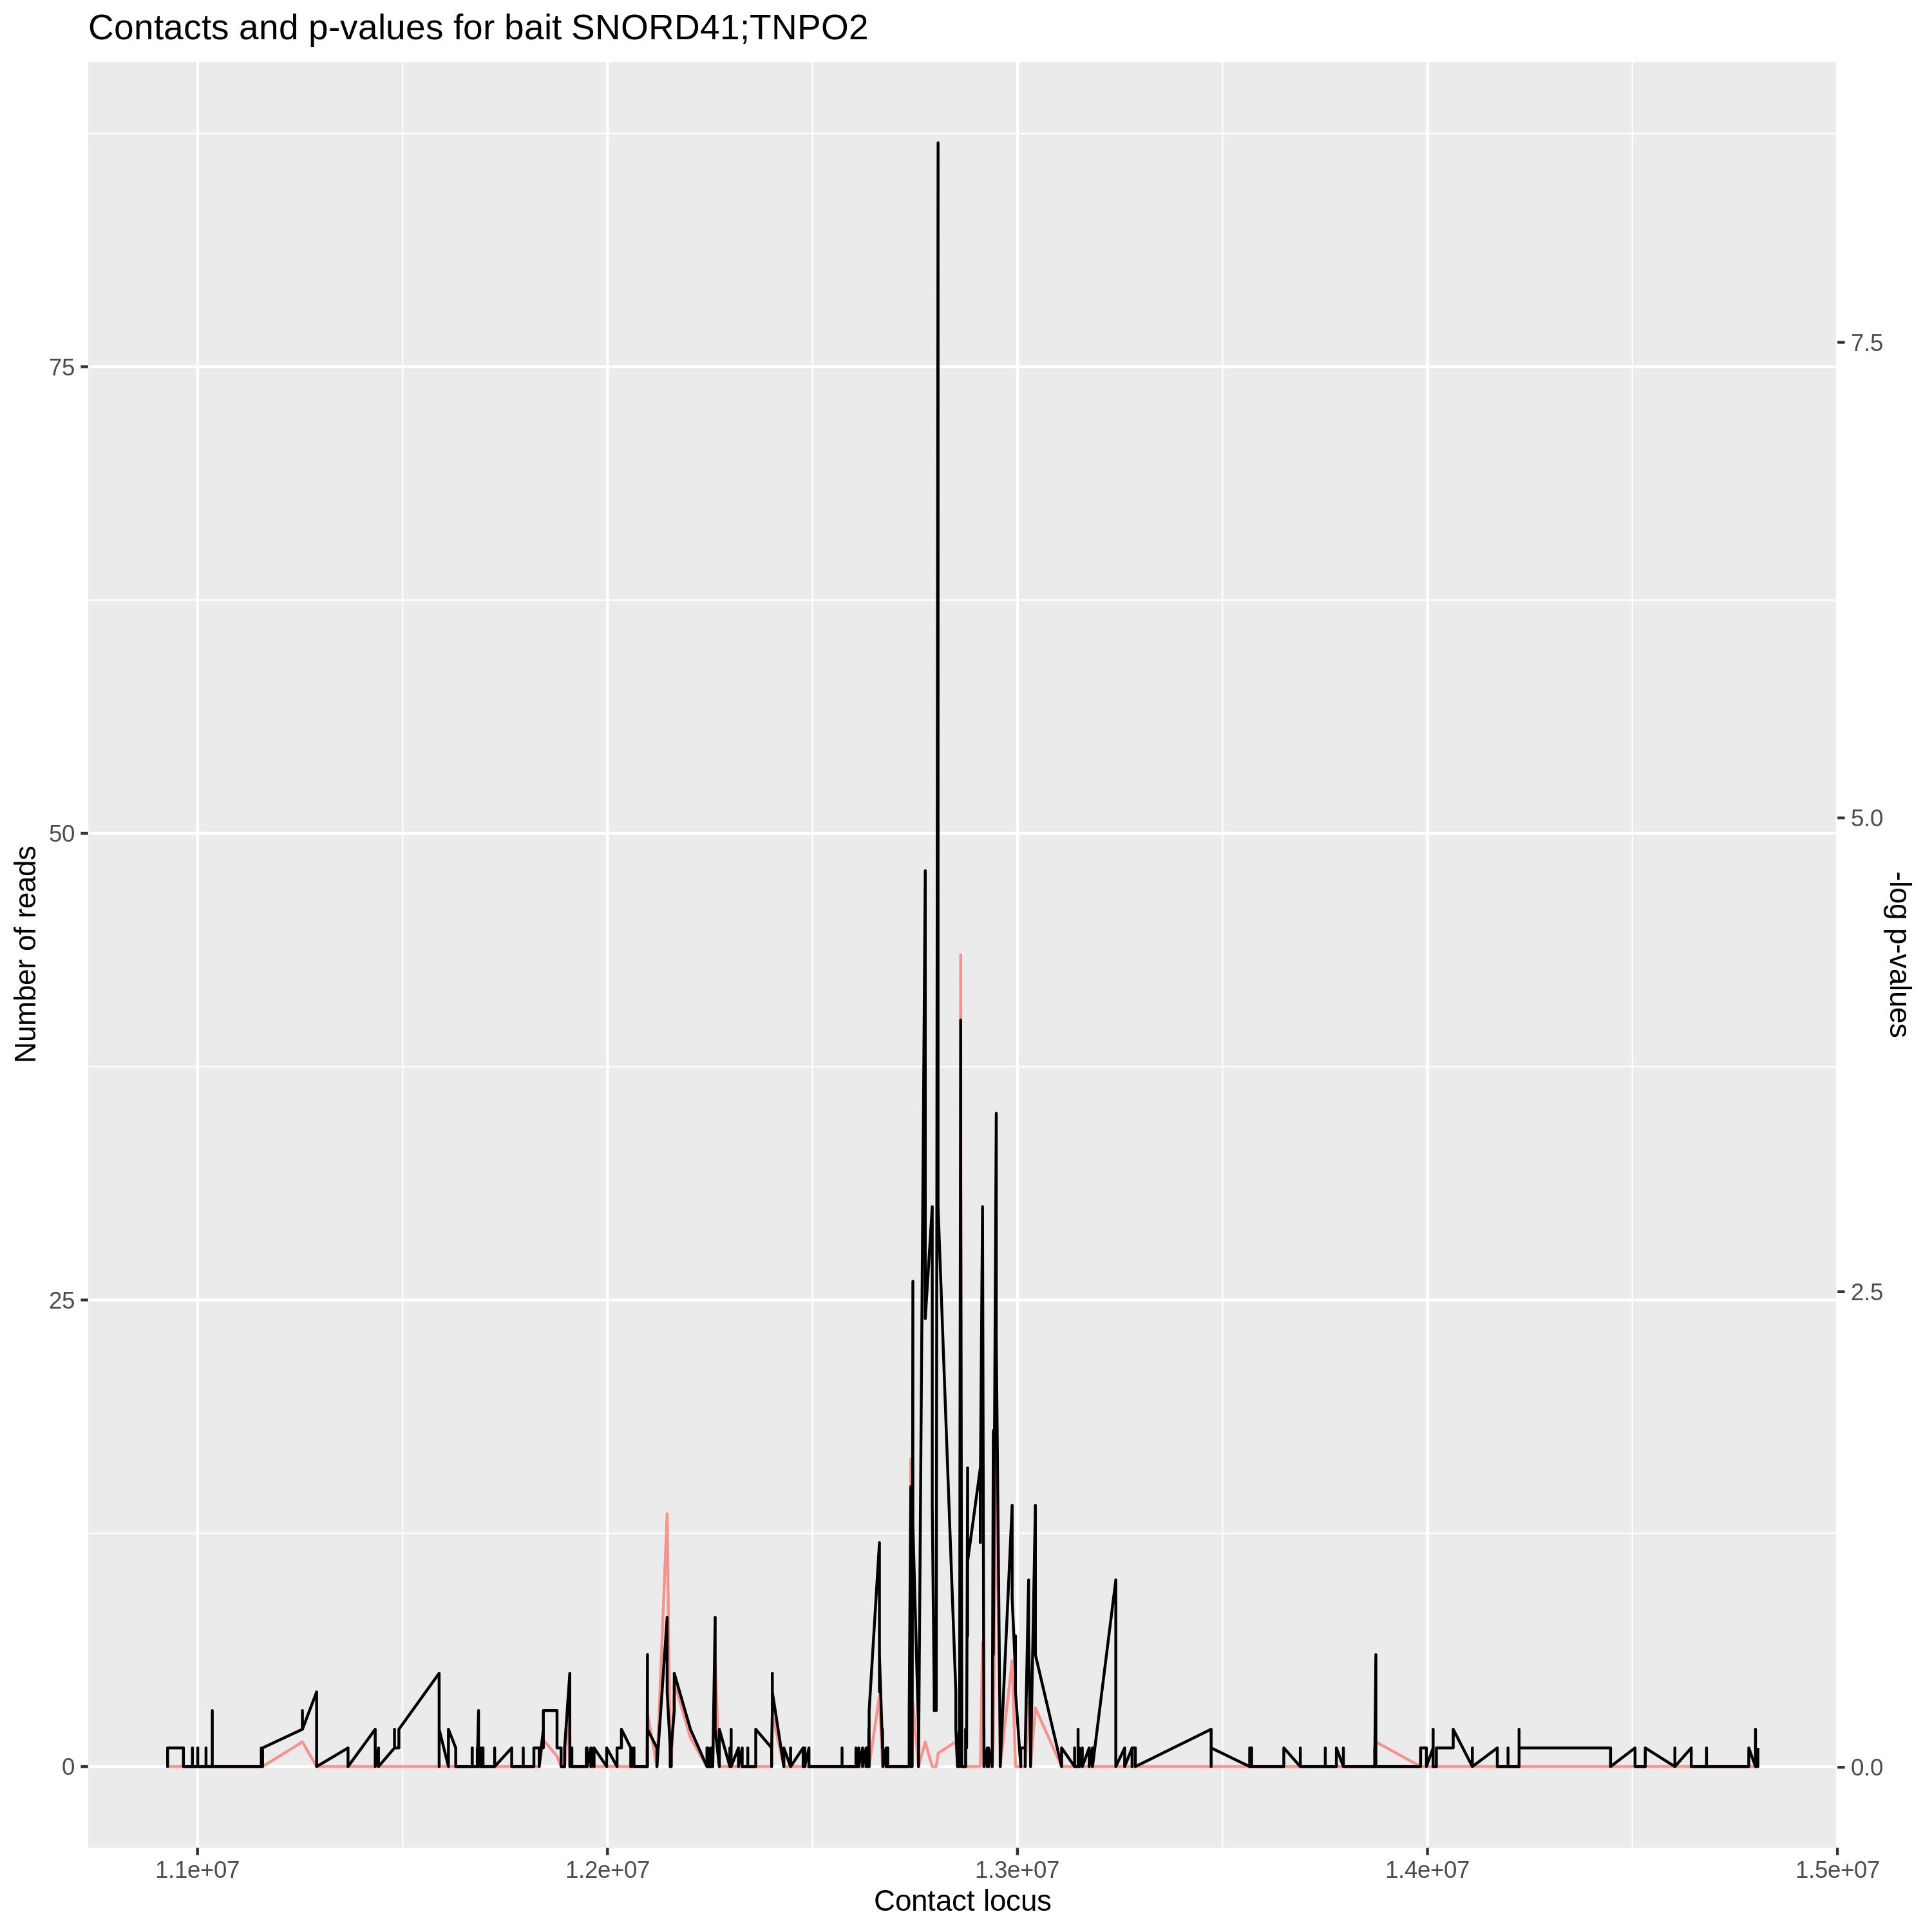 Contacts and p-values for bait SNORD41;TNPO2
Number of reads
75
50
25
0
7.5
5.0
2.5
0.0
-log p-values
1.1e+07 1.2e+07 1.3e+07 1.4e+07 1.5e+07
Contact locus